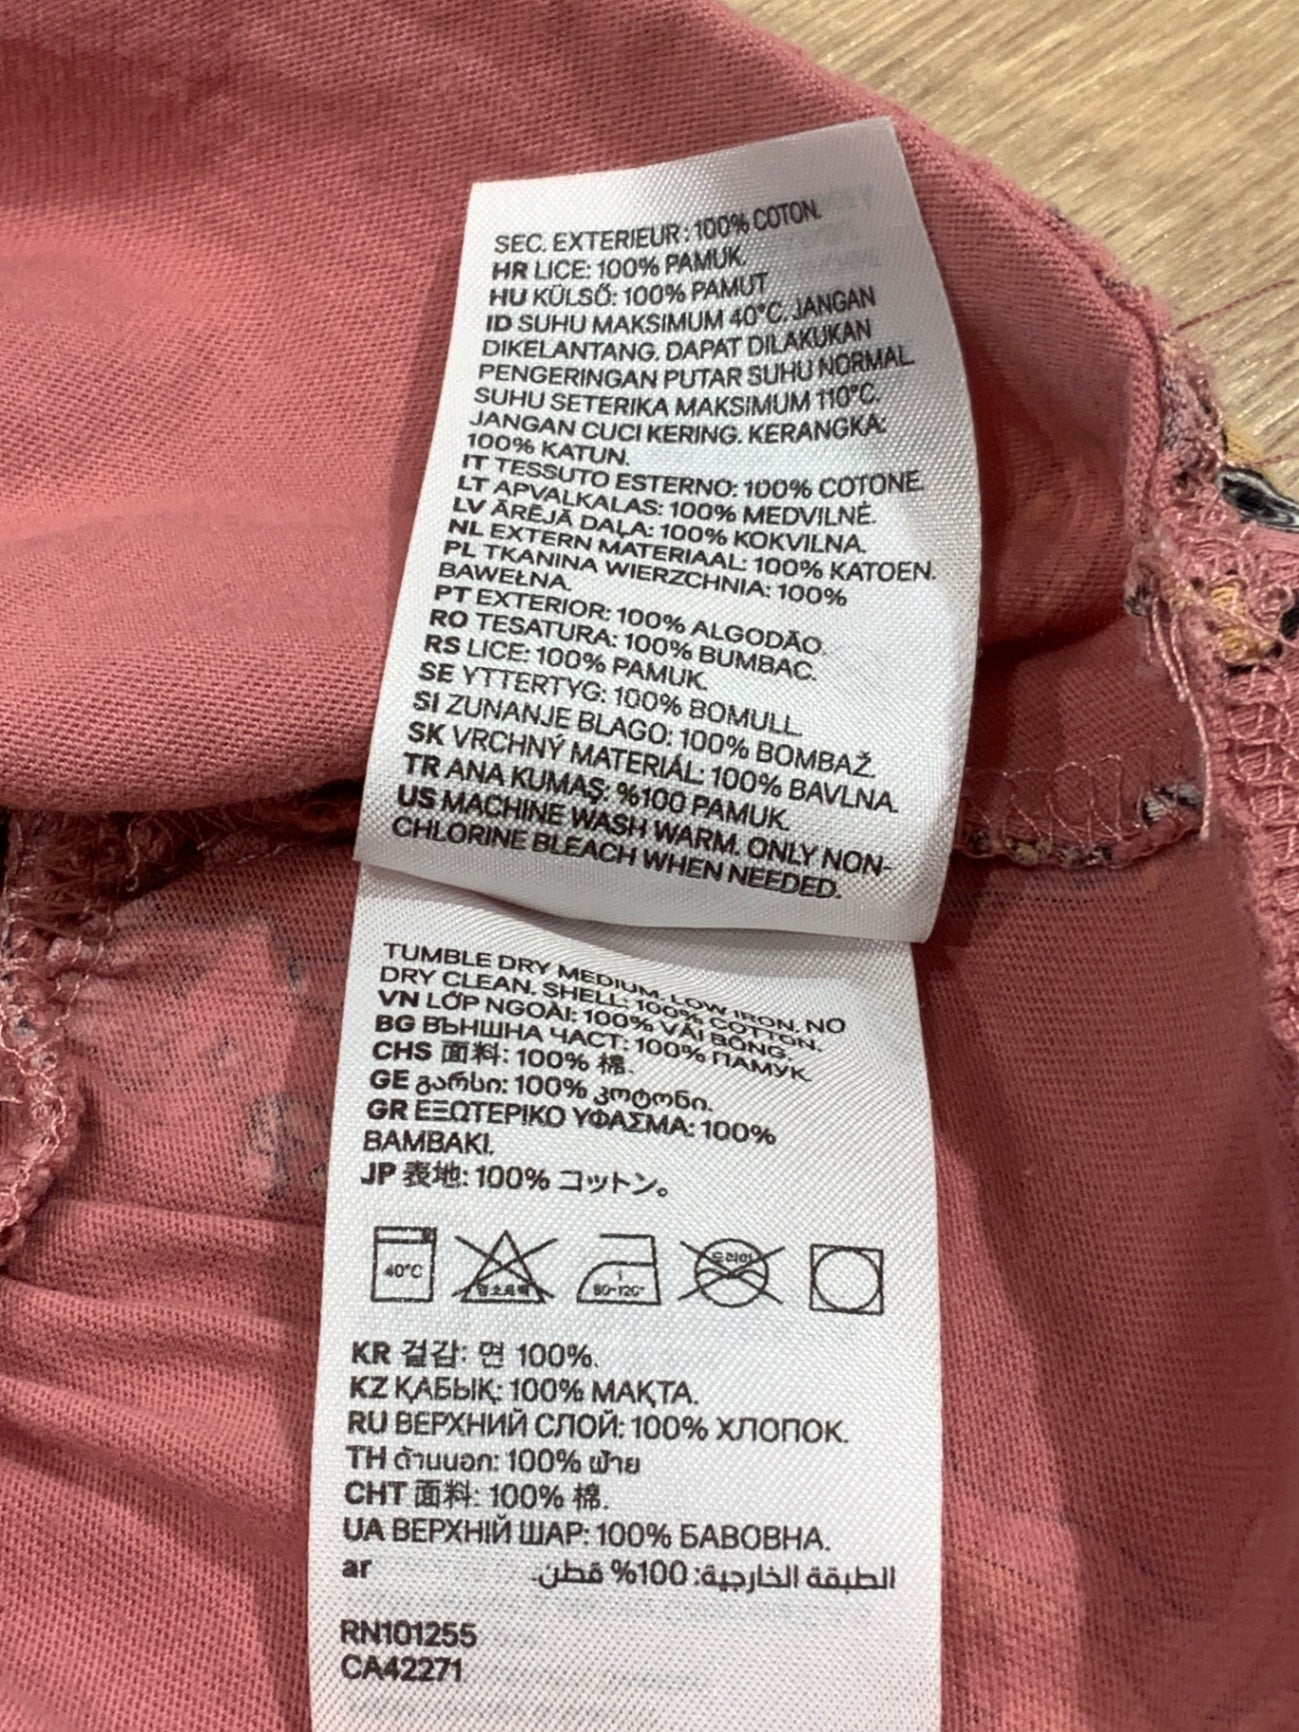 SEC. EXTERIEUR: 100% COTON.
HR LICE: 100% PAMUK.
HU KÜLSŐ: 100% PAMUT
ID SUHU MAKSIMUM 40°C. JANGAN
DIKELANTANG. DAPAT DILAKUKAN
PENGERINGAN PUTAR SUHU NORMAL.
SUHU SETERIKA MAKSIMUM 110°C.
JANGAN CUCI KERING. KERANGKA:
100% KATUN.
IT TESSUTO ESTERNO: 100% COTONE.
LT APVALKALAS: 100% MEDVILNĖ.
LV ĀRĒJĀ DAĻA: 100% KOKVILNA.
NL EXTERN MATERIAAL: 100% KATOEN.
PL TKANINA WIERZCHNIA: 100%
BAWEŁNA.
PT EXTERIOR: 100% ALGODÃO.
RO TESATURA: 100% BUMBAC.
RS LICE: 100% PAMUK.
SE YTTERTYG: 100% BOMULL.
SI ZUNANJE BLAGO: 100% BOMBAŽ.
SK VRCHNÝ MATERIÁL: 100% BAVLNA.
TR ANA KUMAŞ: %100 PAMUK.
US MACHINE WASH WARM. ONLY NON-
CHLORINE BLEACH WHEN NEEDED.
TUMBLE DRY MEDIUM. LOW IRON. NO
DRY CLEAN. SHELL: 100% COTTON.
VN LỚP NGOÀI: 100% VẢI BÔNG.
BG ВЪНШНА ЧАСТ: 100% ПАМУК.
CHS 面料: 100% 棉.
GE გარსი: 100% კოტონი.
GR ΕΞΩΤΕΡΙΚΟ ΥΦΑΣΜΑ: 100%
ΒΑΜΒΑΚΙ.
JP 表地: 100% コットン。
40°C 드라이
80-120°
KR 겉감: 면 100%.
KZ ҚАБЫҚ: 100% МАҚТА.
RU ВЕРХНИЙ СЛОЙ: 100% ХЛОПОК.
TH ด้านนอก: 100% ฝ้าย
CHT 面料: 100% 棉.
UA ВЕРХНІЙ ШАР: 100% БАВОВНА.
ar الطبقة الخارجية: 100% قطن.
RN101255
CA42271